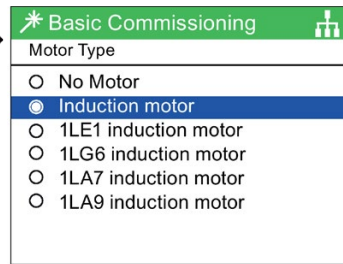 Basic Commissioning
Motor Type
No Motor
Induction motor
1LE1 induction motor
1LG6 induction motor
1LA7 induction motor
1LA9 induction motor